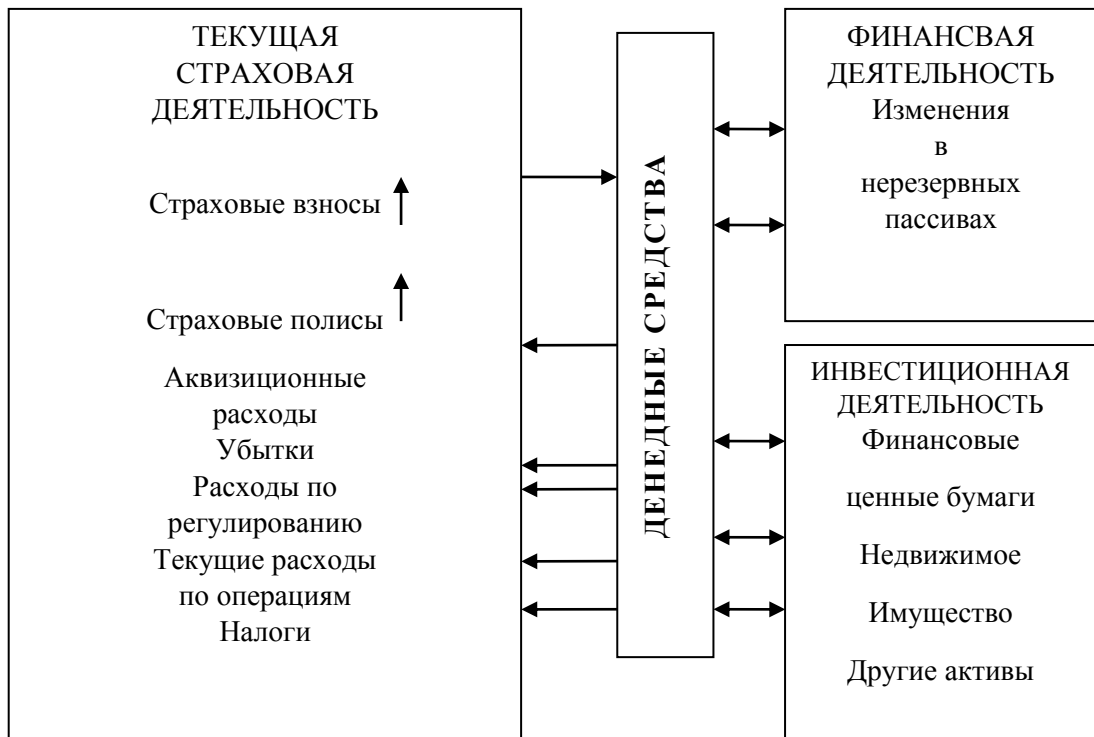 ТЕКУЩАЯ
СТРАХОВАЯ
ДЕЯТЕЛЬНОСТЬ
Страховые взносы
Страховые полисы
Аквизиционные
расходы
Убытки
Расходы по
регулированию
Текущие расходы
по операциям
Налоги
ДЕНЕДНЫЕ СРЕДСТВА
ФИНАНСВАЯ
ДЕЯТЕЛЬНОСТЬ
Изменения
в
нерезервных
пассивах
ИНВЕСТИЦИОННАЯ
ДЕЯТЕЛЬНОСТЬ
Финансовые
ценные бумаги
Недвижимое
Имущество
Другие активы